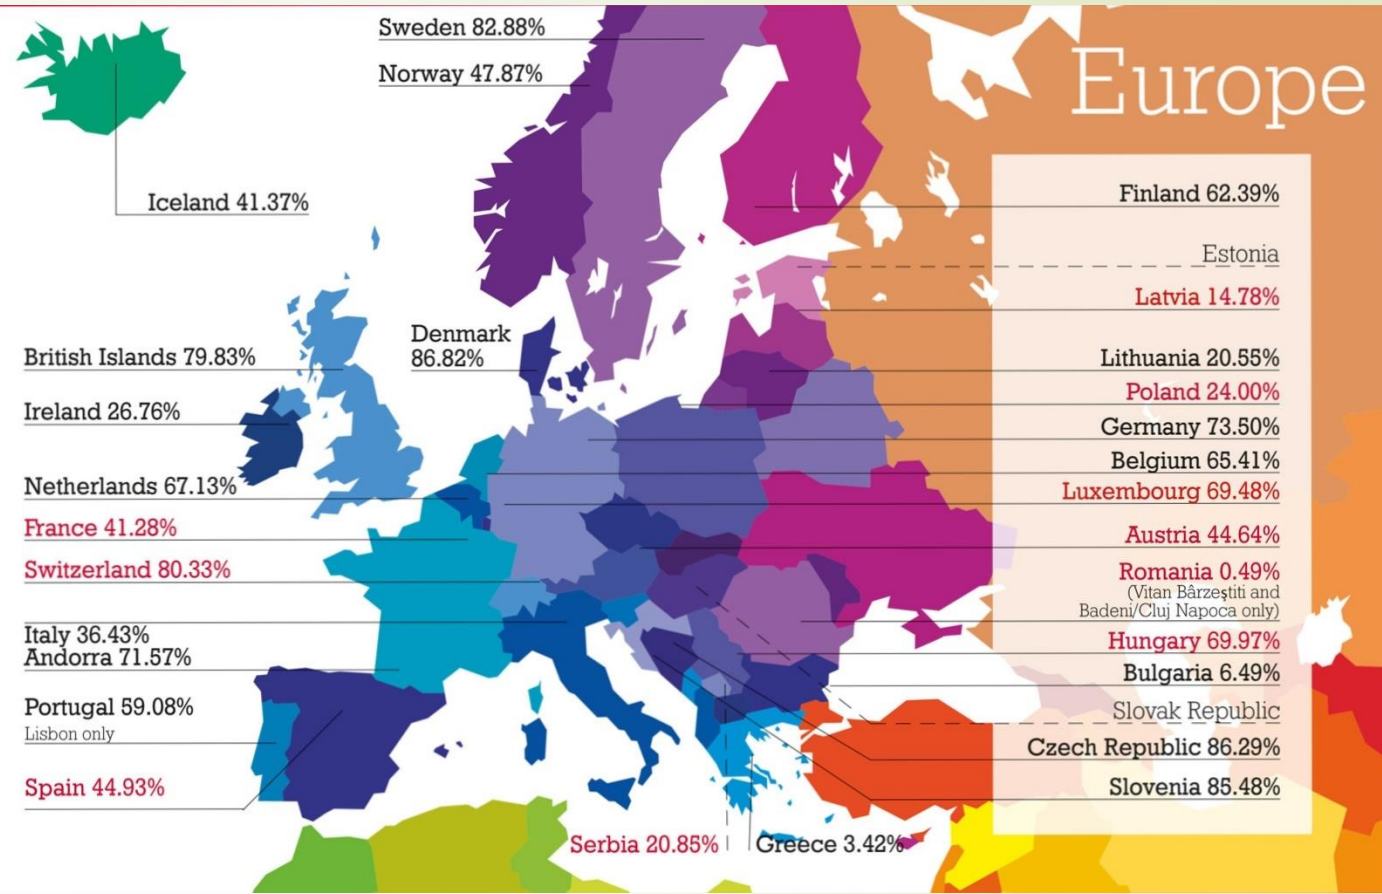 Europe
Sweden 82.88%
Norway 47.87%
Iceland 41.37%
Denmark
86.82%
British Islands 79.83%
Ireland 26.76%
Netherlands 67.13%
France 41.28%
Switzerland 80.33%
Italy 36.43%
Andorra 71.57%
Portugal 59.08%
Lisbon only
Spain 44.93%
Finland 62.39%
Estonia
Latvia 14.78%
Lithuania 20.55%
Poland 24.00%
Germany 73.50%
Belgium 65.41%
Luxembourg 69.48%
Austria 44.64%
Romania 0.49%
(Vitan Bârzeştiti and
Badeni/Cluj Napoca only)
Hungary 69.97%
Bulgaria 6.49%
Slovak Republic
Czech Republic 86.29%
Slovenia 85.48%
Serbia 20.85%
Greece 3.42%